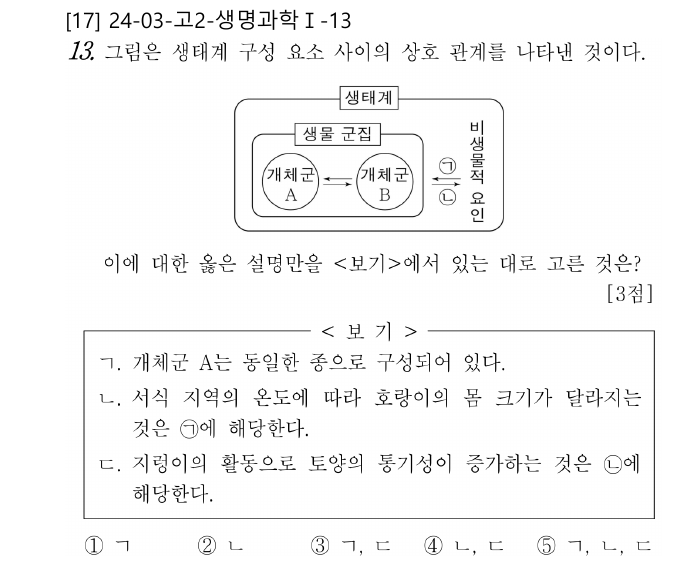 [17] 24-03-고2-생명과학Ⅰ-13
13. 그림은 생태계 구성 요소 사이의 상호 관계를 나타낸 것이다.
생태계
생물 군집
개체군
A
개체군
B
㉠
㉡
비생물적 요인
이에 대한 옳은 설명만을 <보기>에서 있는 대로 고른 것은?
[3점]
< 보 기 >
ㄱ. 개체군 A는 동일한 종으로 구성되어 있다.
ㄴ. 서식 지역의 온도에 따라 호랑이의 몸 크기가 달라지는
것은 ㉠에 해당한다.
ㄷ. 지렁이의 활동으로 토양의 통기성이 증가하는 것은 ㉡에
해당한다.
① ㄱ ② ㄴ ③ ㄱ, ㄷ ④ ㄴ, ㄷ ⑤ ㄱ, ㄴ, ㄷ